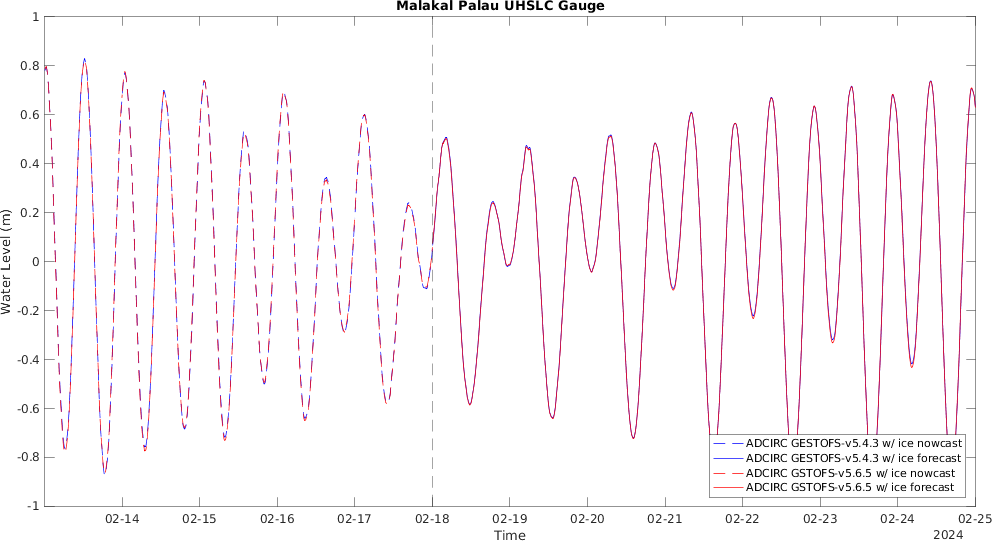 Malakal Palau UHSLC Gauge
Water Level (m)
1
0.8
0.6
0.4
0.2
0
-0.2
-0.4
-0.6
-0.8
-1
ADCIRC GESTOFS-v5.4.3 w/ ice nowcast
ADCIRC GESTOFS-v5.4.3 w/ ice forecast
ADCIRC GSTOFS-v5.6.5 w/ ice nowcast
ADCIRC GSTOFS-v5.6.5 w/ ice forecast
02-14 02-15 02-16 02-17 02-18 02-19 02-20 02-21 02-22 02-23 02-24 02-25
Time
2024